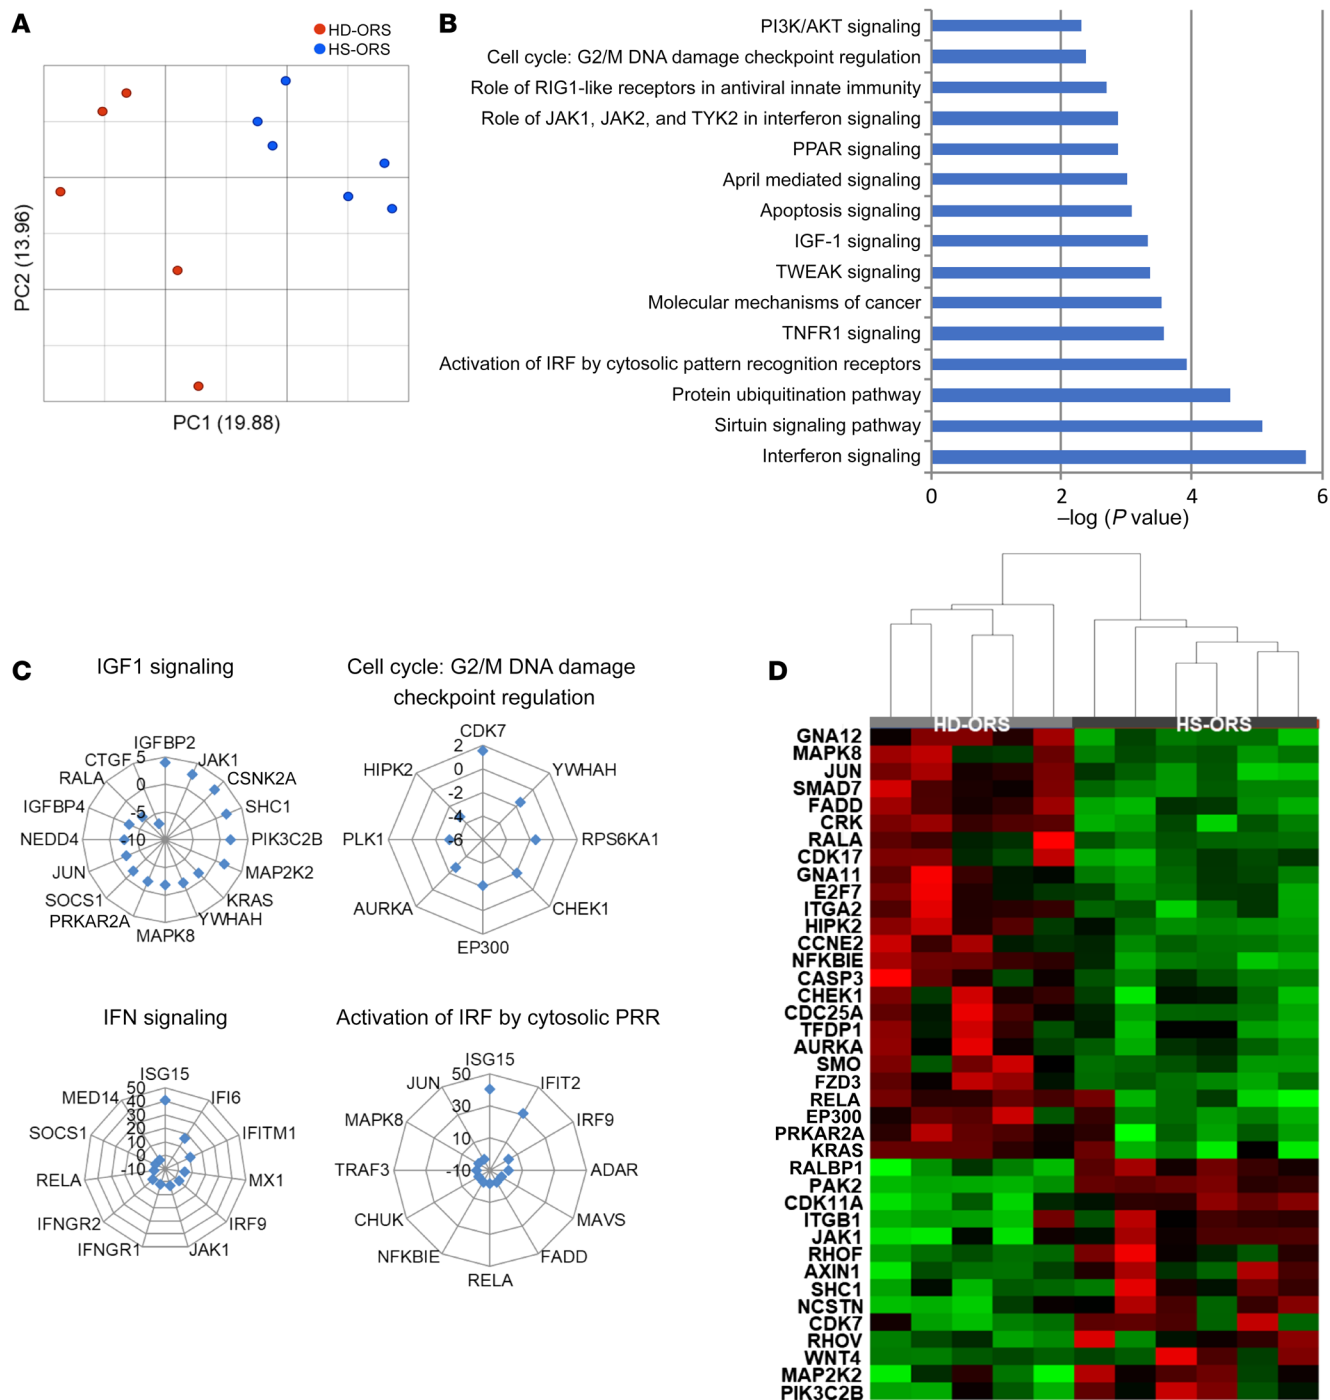 A
HD-ORS
HS-ORS
PC2 (13.96)
PC1 (19.88)
B
PI3K/AKT signaling
Cell cycle: G2/M DNA damage checkpoint regulation
Role of RIG1-like receptors in antiviral innate immunity
Role of JAK1, JAK2, and TYK2 in interferon signaling
PPAR signaling
April mediated signaling
Apoptosis signaling
IGF-1 signaling
TWEAK signaling
Molecular mechanisms of cancer
TNFR1 signaling
Activation of IRF by cytosolic pattern recognition receptors
Protein ubiquitination pathway
Sirtuin signaling pathway
Interferon signaling
0 2 4 6
–log (P value)
C
IGF1 signaling
IGFBP2
JAK1
CSNK2A
SHC1
PIK3C2B
MAP2K2
KRAS
YWHAH
MAPK8
PRKAR2A
SOCS1
JUN
NEDD4
IGFBP4
RALA
CTGF
5
0
-5
-10
Cell cycle: G2/M DNA damage
checkpoint regulation
CDK7
YWHAH
RPS6KA1
CHEK1
EP300
AURKA
PLK1
HIPK2
2
0
-2
-4
-6
IFN signaling
ISG15
IFI6
IFITM1
MX1
IRF9
JAK1
IFNGR1
IFNGR2
RELA
SOCS1
MED14
50
40
30
20
10
0
-10
Activation of IRF by cytosolic PRR
ISG15
IFIT2
IRF9
ADAR
MAVS
FADD
RELA
NFKBIE
CHUK
TRAF3
MAPK8
JUN
50
30
10
-10
D
HD-ORS HS-ORS
GNA12
MAPK8
JUN
SMAD7
FADD
CRK
RALA
CDK17
GNA11
E2F7
ITGA2
HIPK2
CCNE2
NFKBIE
CASP3
CHEK1
CDC25A
TFDP1
AURKA
SMO
FZD3
RELA
EP300
PRKAR2A
KRAS
RALBP1
PAK2
CDK11A
ITGB1
JAK1
RHOF
AXIN1
SHC1
NCSTN
CDK7
RHOV
WNT4
MAP2K2
PIK3C2B